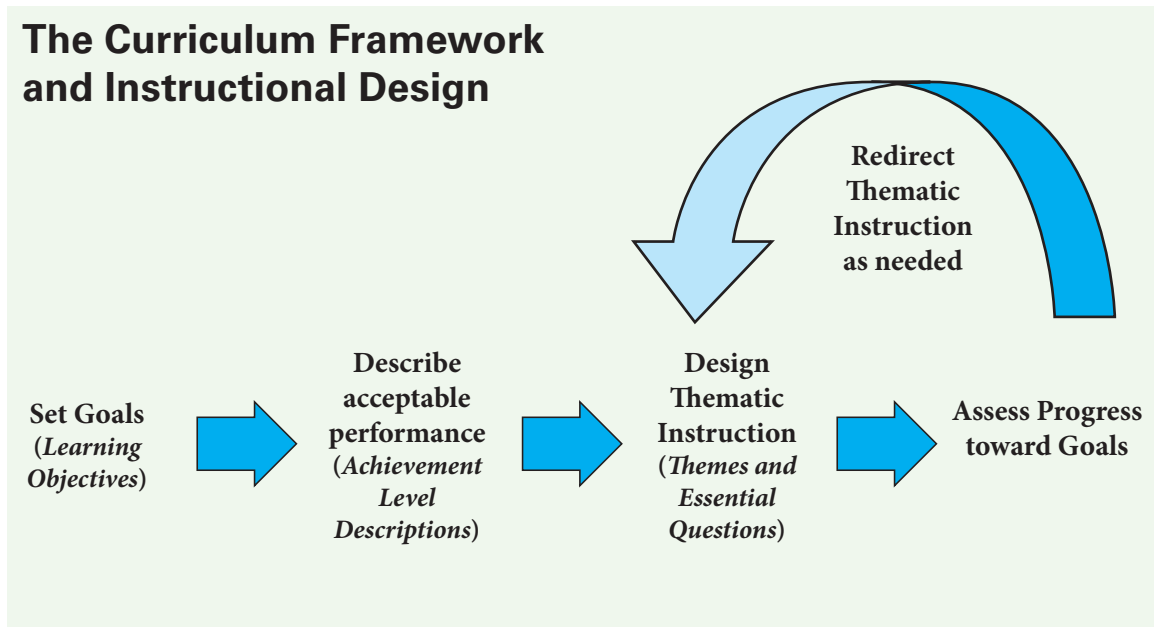 The Curriculum Framework
and Instructional Design
Redirect
Thematic
Instruction
as needed
Set Goals
(Learning
Objectives)
Describe
acceptable
performance
(Achievement
Level
Descriptions)
Design
Thematic
Instruction
(Themes and
Essential
Questions)
Assess Progress
toward Goals